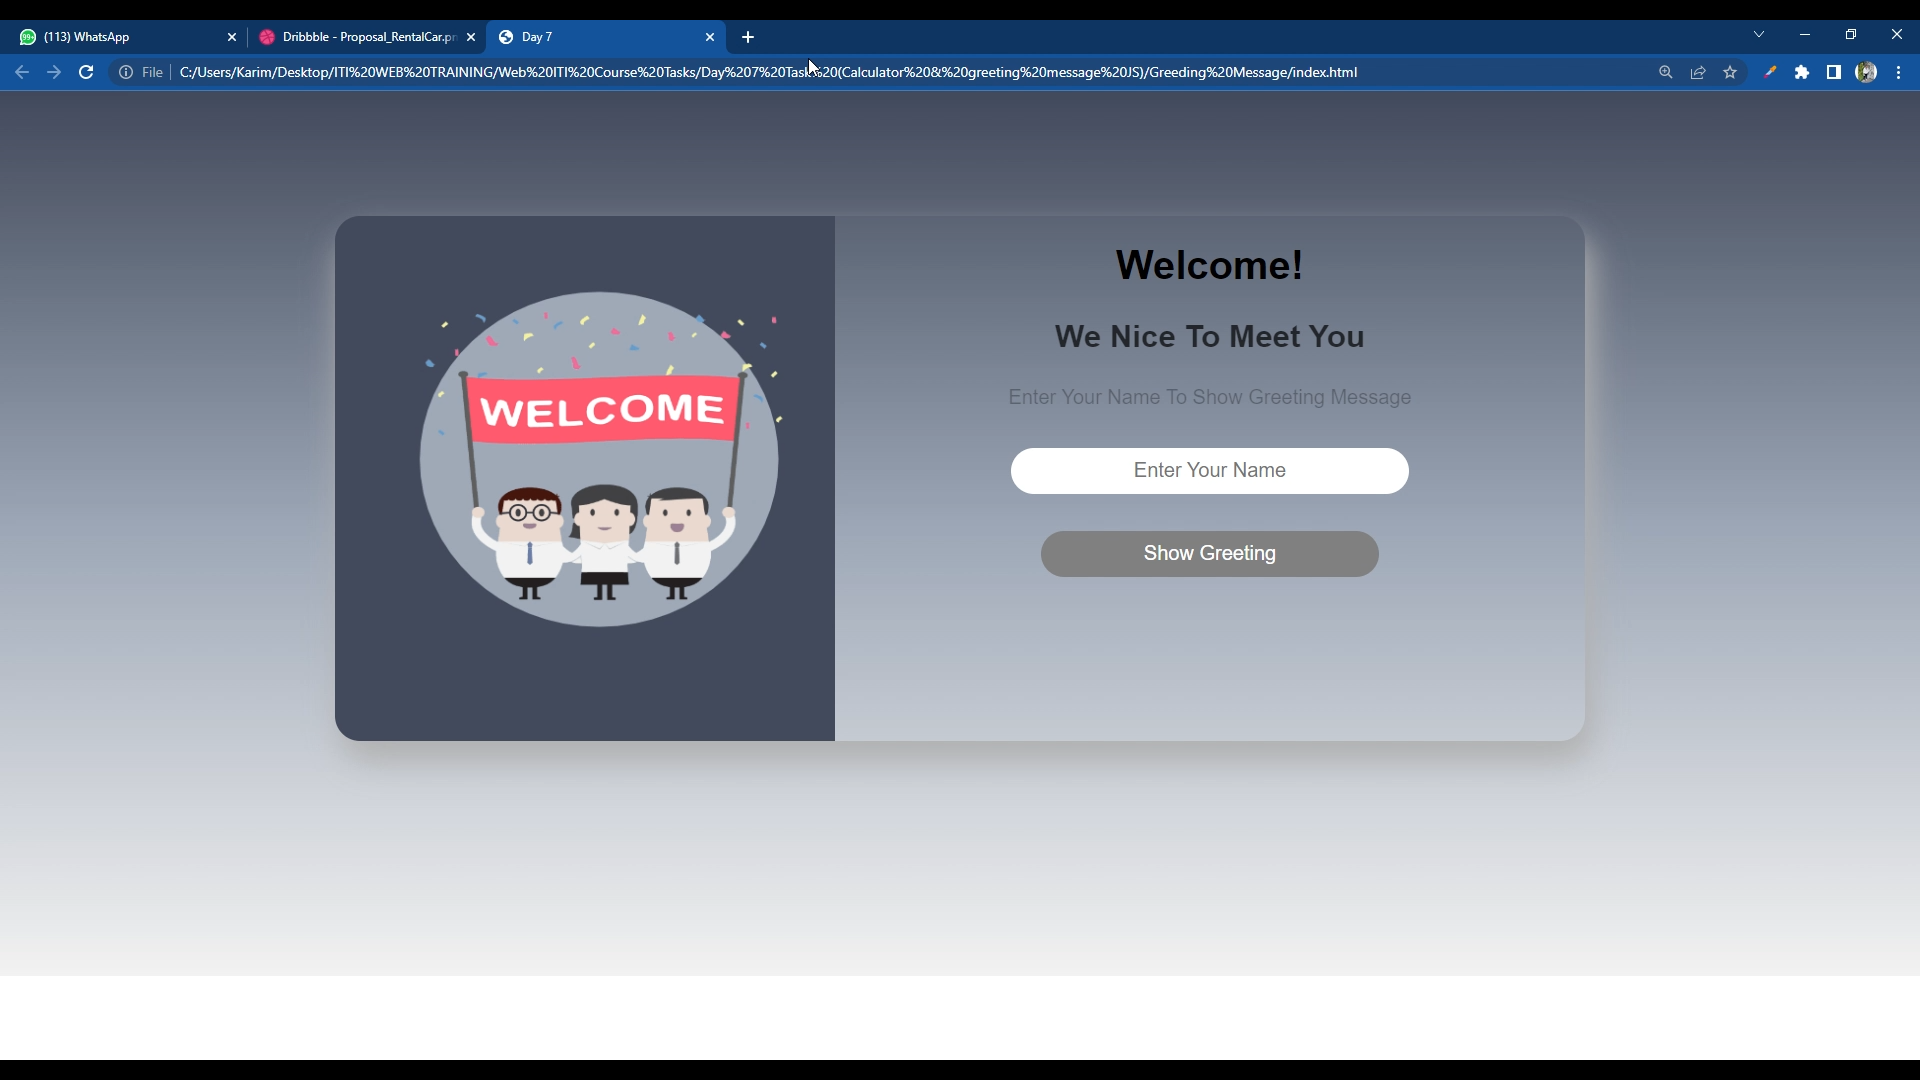 (113) WhatsApp
Dribbble - Proposal_RentalCar.pn
Day 7
File
C:/Users/Karim/Desktop/ITI%20WEB%20TRAINING/Web%20ITI%20Course%20Tasks/Day%207%20Task%20(Calculator%20&%20greeting%20message%20JS)/Greeding%20Message/index.html
WELCOME
Welcome!
We Nice To Meet You
Enter Your Name To Show Greeting Message
Enter Your Name
Show Greeting